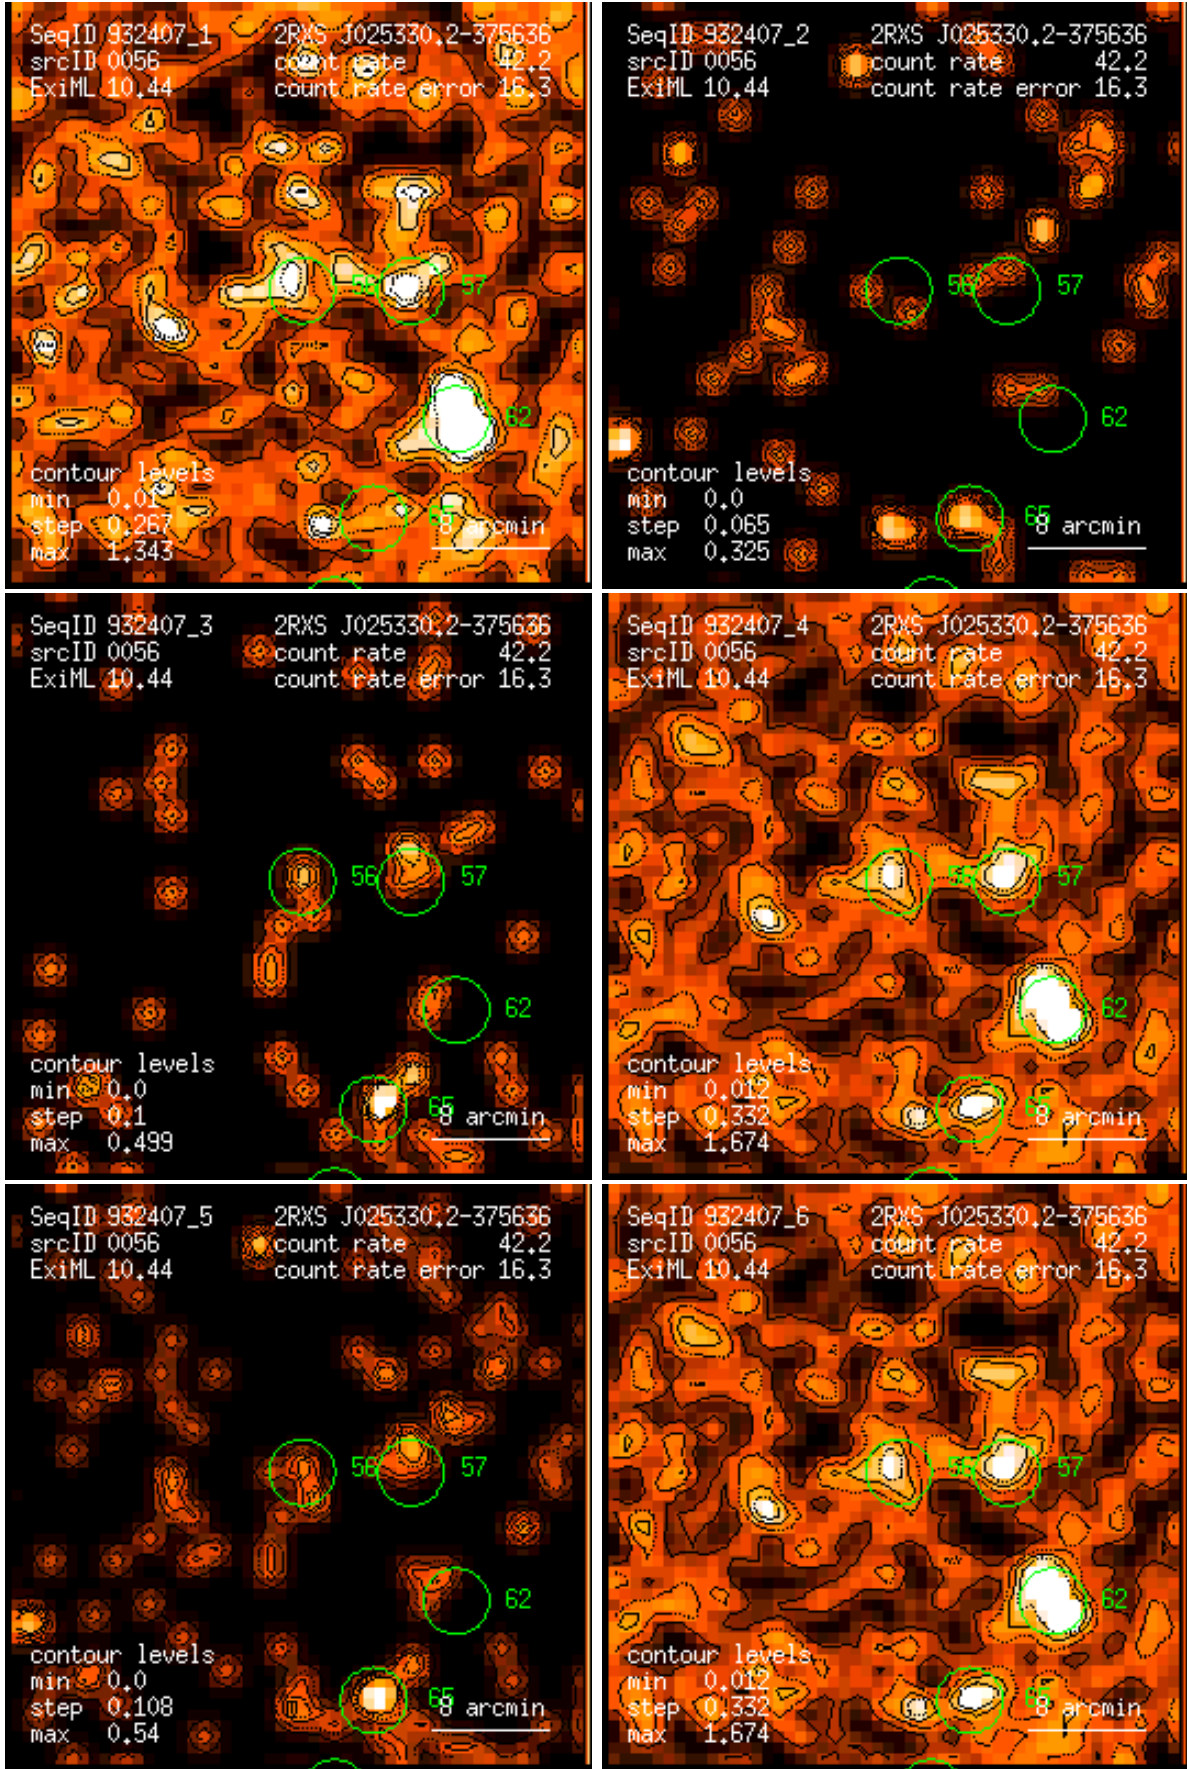 SeqID 932407_1 2RXS J025330.2-375636
srcID 0056 count rate 42.2
ExiML 10.44 count rate error 16.3
56 57
62
contour levels
min 0.01
step 0.267 65 8 arcmin
max 1.343
SeqID 932407_2 2RXS J025330.2-375636
srcID 0056 count rate 42.2
ExiML 10.44 count rate error 16.3
56 57
62
contour levels
min 0.0
step 0.065 65 8 arcmin
max 0.325
SeqID 932407_3 2RXS J025330.2-375636
srcID 0056 count rate 42.2
ExiML 10.44 count rate error 16.3
56 57
62
contour levels
min 0.0
step 0.1 65 8 arcmin
max 0.499
SeqID 932407_4 2RXS J025330.2-375636
srcID 0056 count rate 42.2
ExiML 10.44 count rate error 16.3
56 57
62
contour levels
min 0.012
step 0.332 65 8 arcmin
max 1.674
SeqID 932407_5 2RXS J025330.2-375636
srcID 0056 count rate 42.2
ExiML 10.44 count rate error 16.3
56 57
62
contour levels
min 0.0
step 0.108 65 8 arcmin
max 0.54
SeqID 932407_6 2RXS J025330.2-375636
srcID 0056 count rate 42.2
ExiML 10.44 count rate error 16.3
56 57
62
contour levels
min 0.012
step 0.332 65 8 arcmin
max 1.674